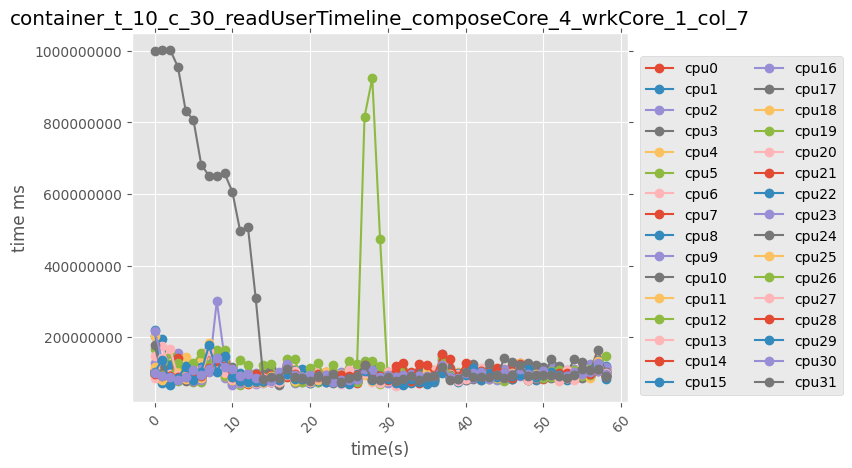 container_t_10_c_30_readUserTimeline_composeCore_4_wrkCore_1_col_7
time ms
1000000000
800000000
600000000
400000000
200000000
0
10
20
30
40
50
60
time(s)
cpu0
cpu1
cpu2
cpu3
cpu4
cpu5
cpu6
cpu7
cpu8
cpu9
cpu10
cpu11
cpu12
cpu13
cpu14
cpu15
cpu16
cpu17
cpu18
cpu19
cpu20
cpu21
cpu22
cpu23
cpu24
cpu25
cpu26
cpu27
cpu28
cpu29
cpu30
cpu31